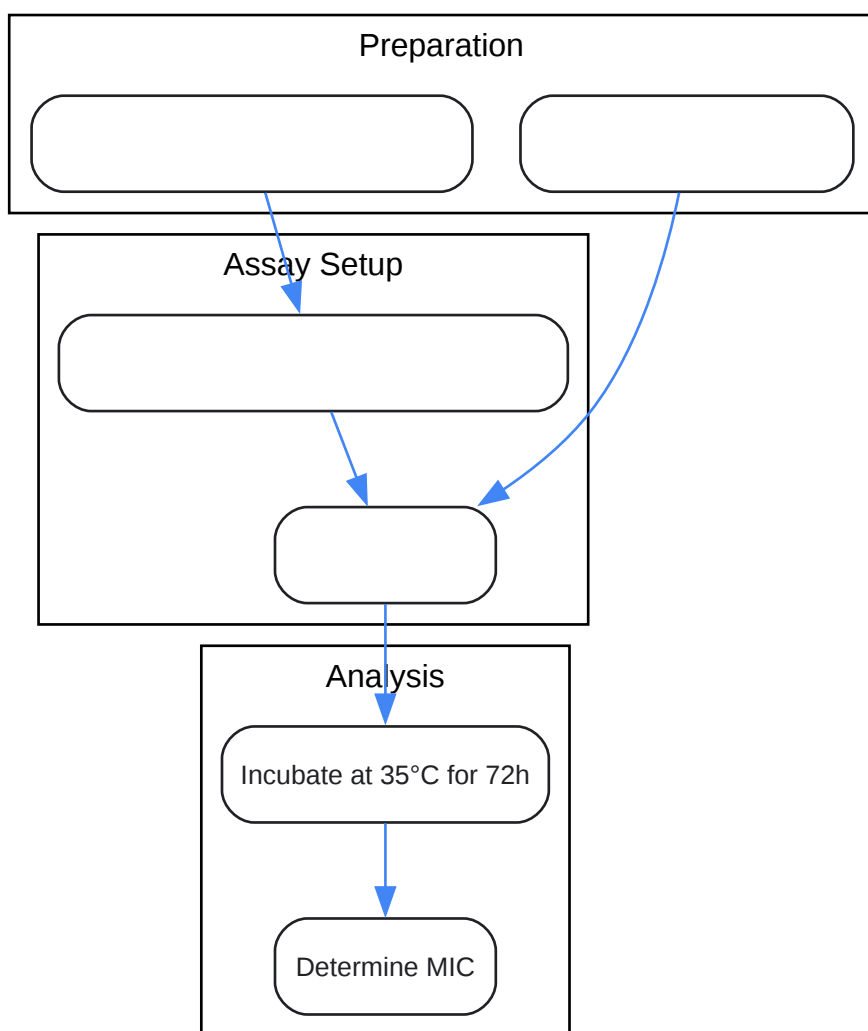 Preparation
Assay Setup
Analysis
Incubate at 35°C for 72h
Determine MIC